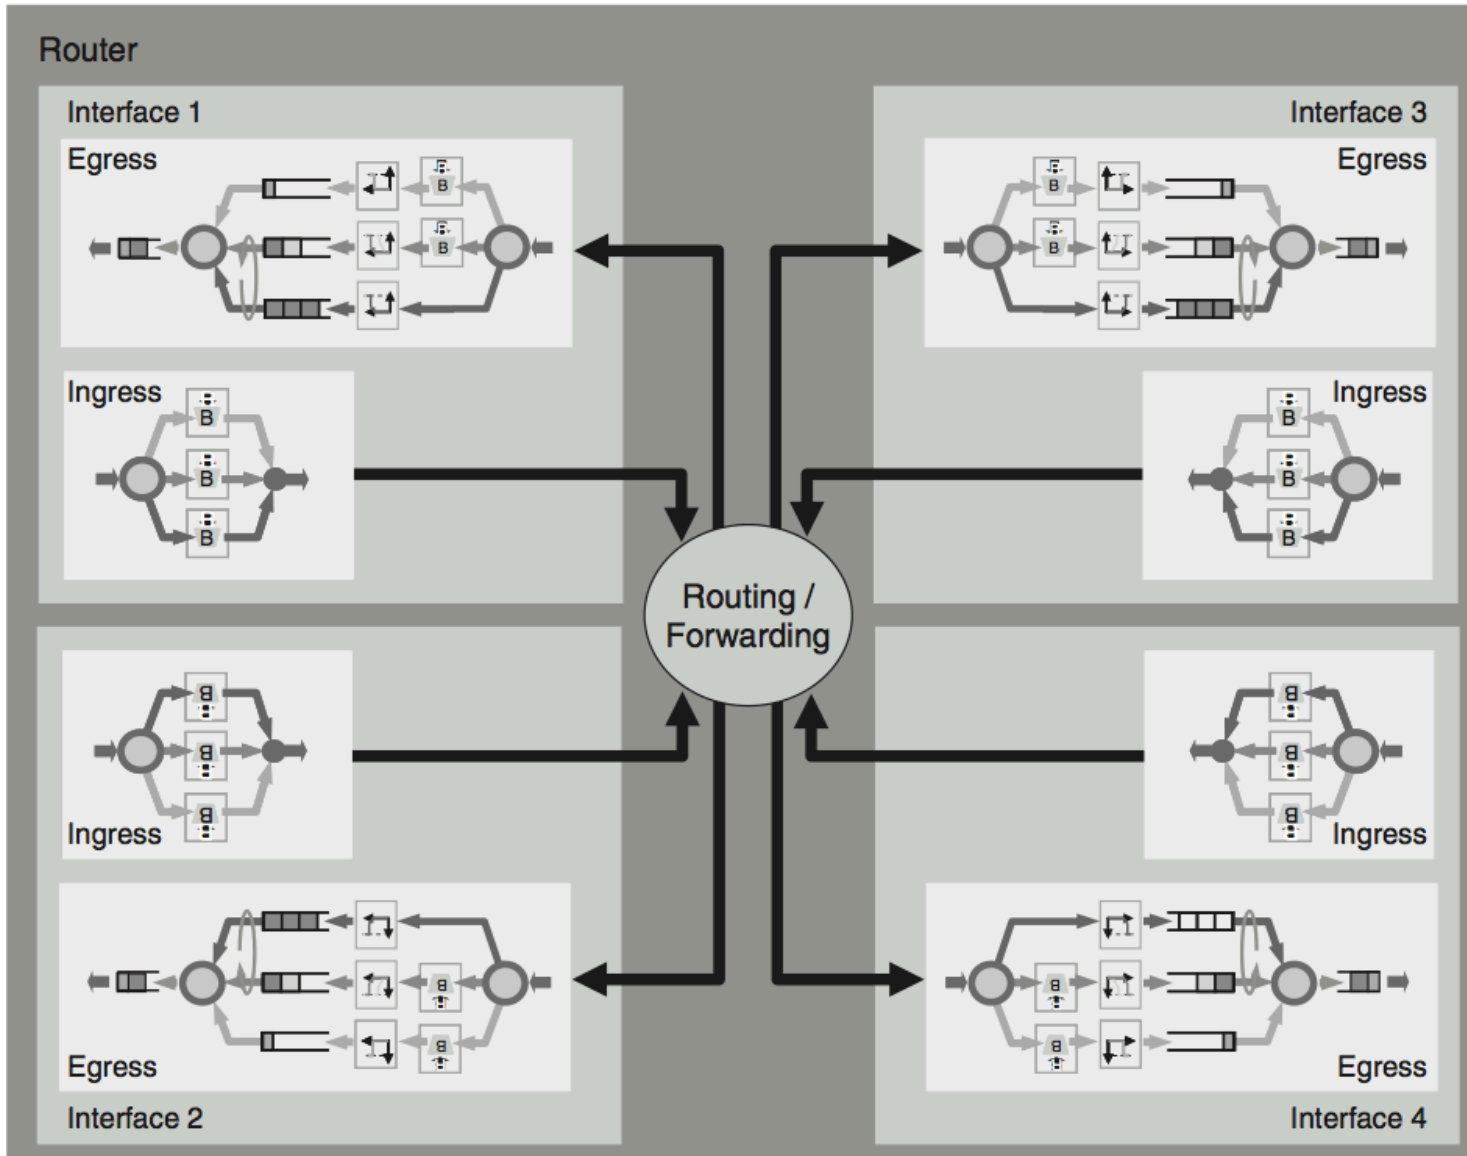 Router
Interface 1
Egress
B
B
Ingress
B
B
B
Interface 3
Egress
B
B
Ingress
B
B
B
Routing /
Forwarding
B
B
B
Ingress
B
B
Egress
Interface 2
B
B
B
Ingress
B
B
Egress
Interface 4